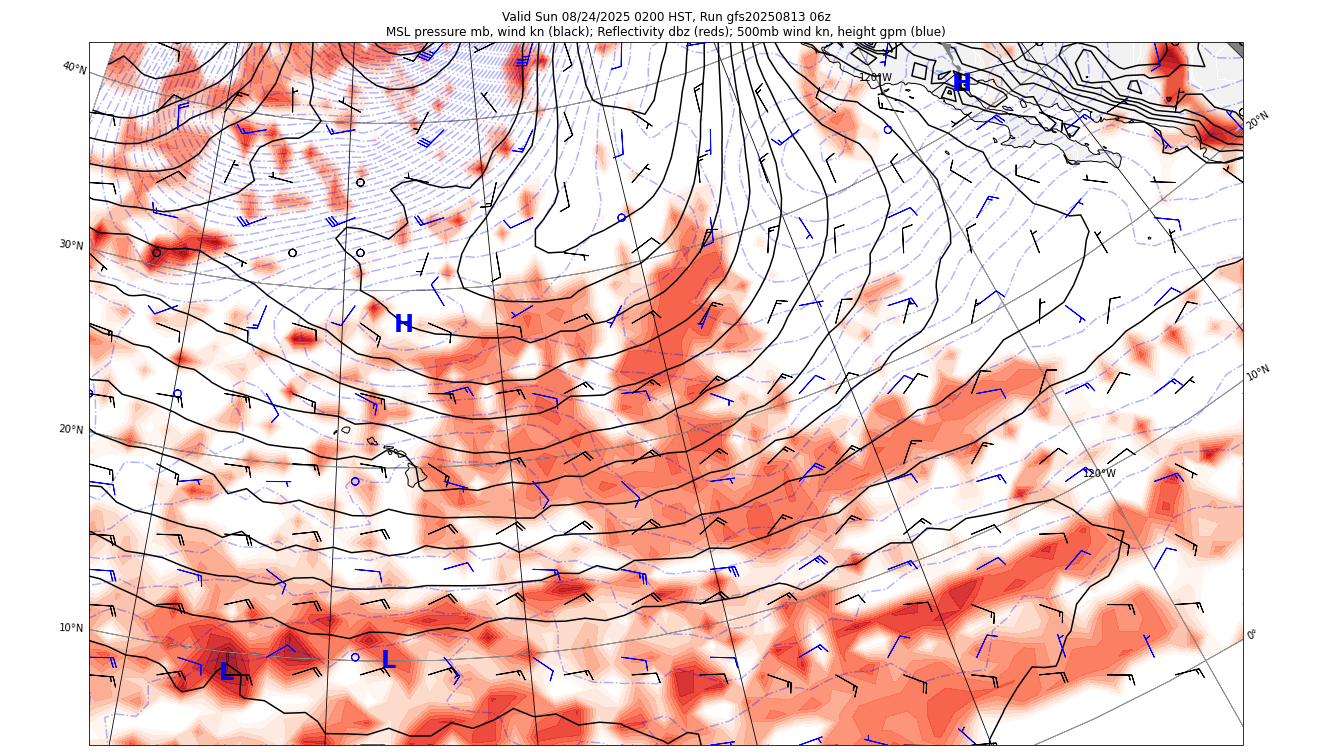 Valid Sun 08/24/2025 0200 HST, Run gfs20250813 06z
MSL pressure mb, wind kn (black); Reflectivity dbz (reds); 500mb wind kn, height gpm (blue)
40°N
120°W
H
20°N
30°N
H
10°N
20°N
120°W
10°N
0°
L
L